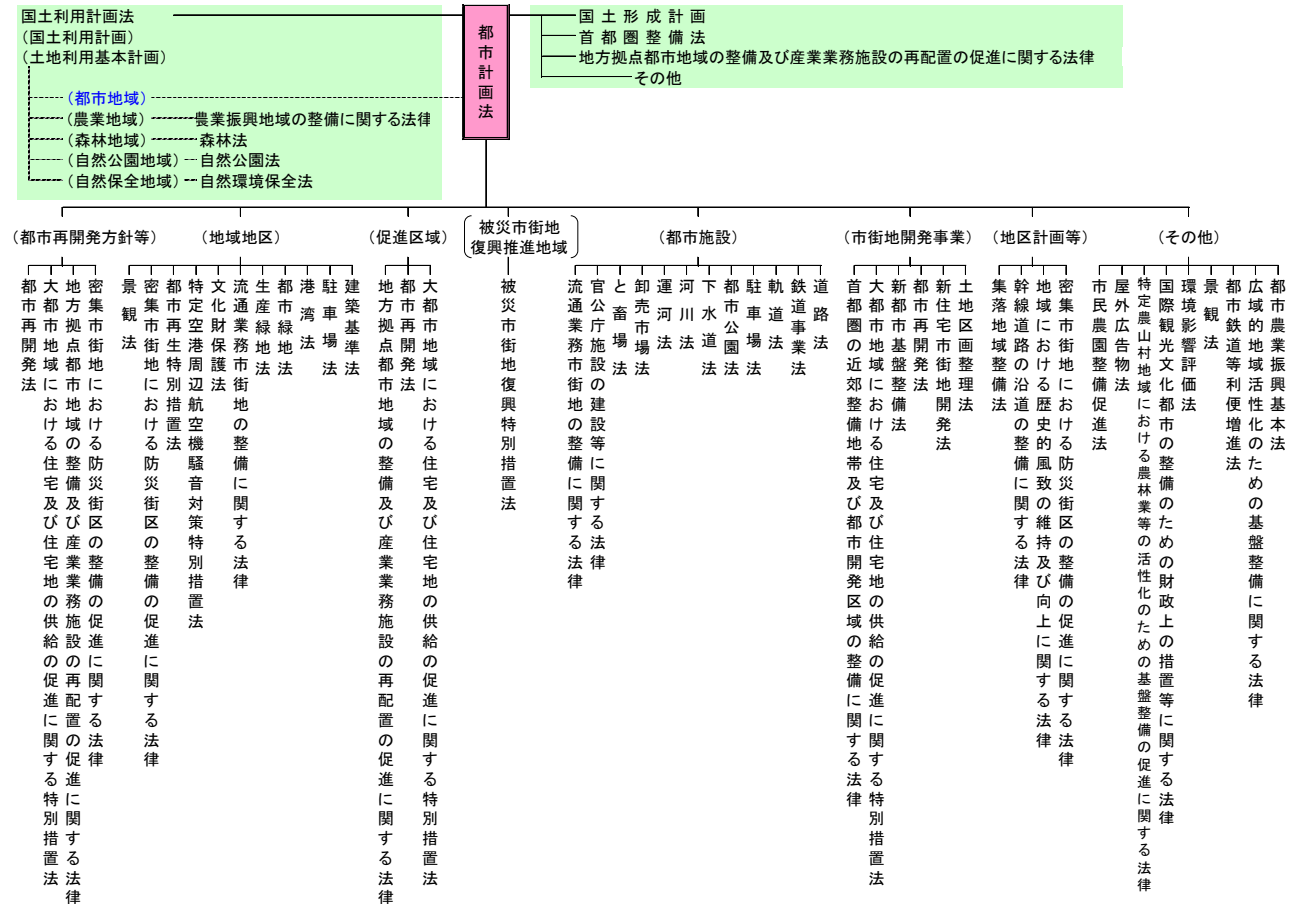 国土利用計画法
(国土利用計画)
(土地利用基本計画)
(都市地域)
(農業地域)
農業振興地域の整備に関する法律
(森林地域)
森林法
(自然公園地域)
自然公園法
(自然保全地域)
自然環境保全法
都市計画法
国土形成計画
首都圏整備法
地方拠点都市地域の整備及び産業業務施設の再配置の促進に関する法律
その他
(都市再開発方針等)
都市再開発法
大都市地域における住宅及び住宅地の供給の促進に関する特別措置法
地方拠点都市地域の整備及び産業業務施設の再配置の促進に関する法律
密集市街地における防災街区の整備の促進に関する法律
(地域地区)
景観法
密集市街地における防災街区の整備の促進に関する法律
都市再生特別措置法
特定空港周辺航空機騒音対策特別措置法
文化財保護法
流通業務市街地の整備に関する法律
生産緑地法
都市緑地法
港湾法
駐車場法
建築基準法
(促進区域)
地方拠点都市地域の整備及び産業業務施設の再配置の促進に関する法律
都市再開発法
大都市地域における住宅及び住宅地の供給の促進に関する特別措置法
被災市街地
復興推進地域
被災市街地復興特別措置法
(都市施設)
流通業務市街地の整備に関する法律
官公庁施設の建設等に関する法律
と畜場法
卸売市場法
運河法
河川法
下水道法
都市公園法
駐車場法
軌道法
鉄道事業法
道路法
(市街地開発事業)
首都圏の近郊整備地帯及び都市開発区域の整備に関する法律
大都市地域における住宅及び住宅地の供給の促進に関する特別措置法
新都市基盤整備法
都市再開発法
新住宅市街地開発法
土地区画整理法
(地区計画等)
集落地域整備法
幹線道路の沿道の整備に関する法律
地域における歴史的風致の維持及び向上に関する法律
密集市街地における防災街区の整備の促進に関する法律
(その他)
市民農園整備促進法
屋外広告物法
特定農山村地域における農林業等の活性化のための基盤整備の促進に関する法律
国際観光文化都市の整備のための財政上の措置等に関する法律
環境影響評価法
景観法
都市鉄道等利便増進法
広域的地域活性化のための基盤整備に関する法律
都市農業振興基本法